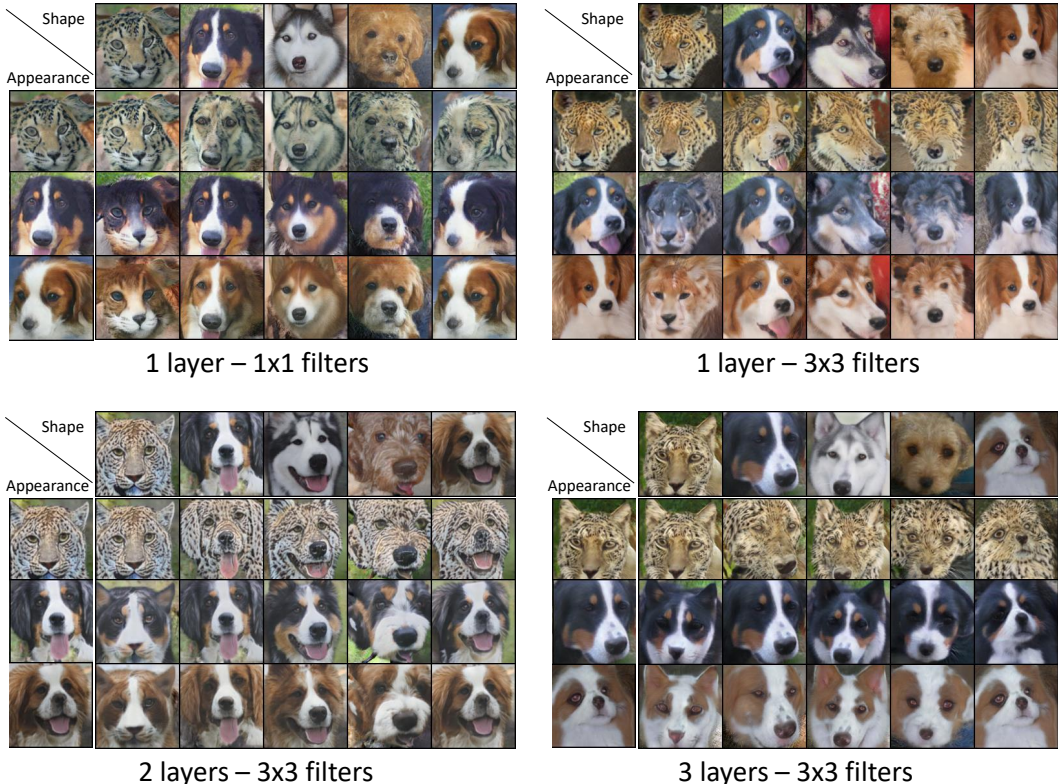 Shape
Appearance
1 layer – 1x1 filters
Shape
Appearance
1 layer – 3x3 filters
Shape
Appearance
2 layers – 3x3 filters
Shape
Appearance
3 layers – 3x3 filters